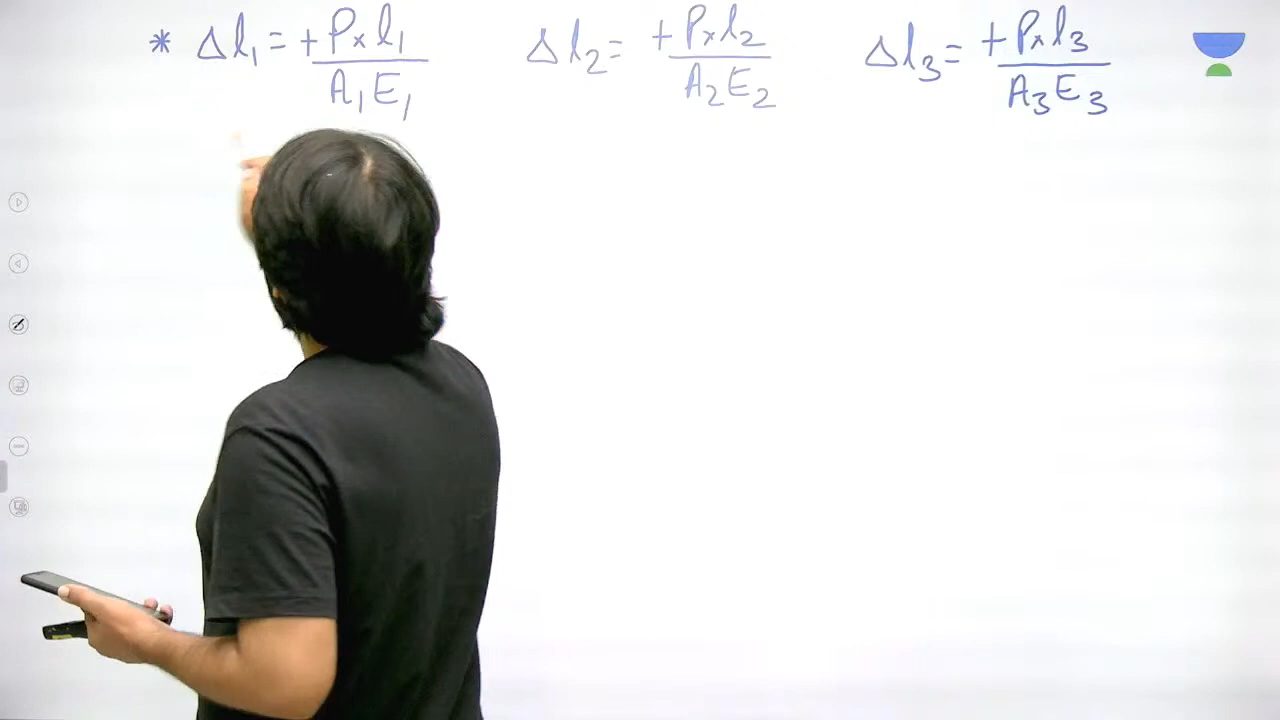 * Δl₁ = +Pxl₁/A₁E₁ Δl₂ = +Pxl₂/A₂E₂ Δl₃ = +Pxl₃/A₃E₃